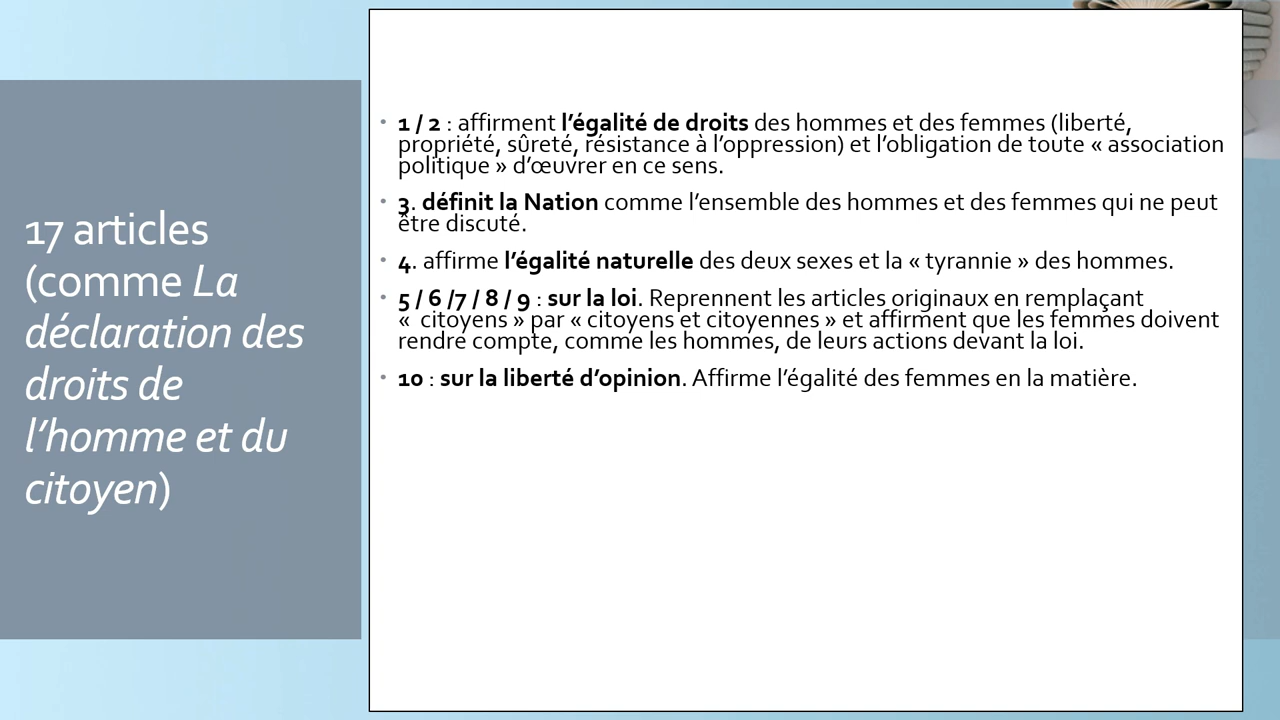 17 articles
(comme La
déclaration des
droits de
l’homme et du
citoyen)
• 1 / 2 : affirment l’égalité de droits des hommes et des femmes (liberté,
propriété, sûreté, résistance à l’oppression) et l’obligation de toute « association
politique » d’œuvrer en ce sens.
• 3. définit la Nation comme l’ensemble des hommes et des femmes qui ne peut
être discuté.
• 4. affirme l’égalité naturelle des deux sexes et la « tyrannie » des hommes.
• 5 / 6 /7 / 8 / 9 : sur la loi. Reprennent les articles originaux en remplaçant
«  citoyens » par « citoyens et citoyennes » et affirment que les femmes doivent
rendre compte, comme les hommes, de leurs actions devant la loi.
• 10 : sur la liberté d’opinion. Affirme l’égalité des femmes en la matière.